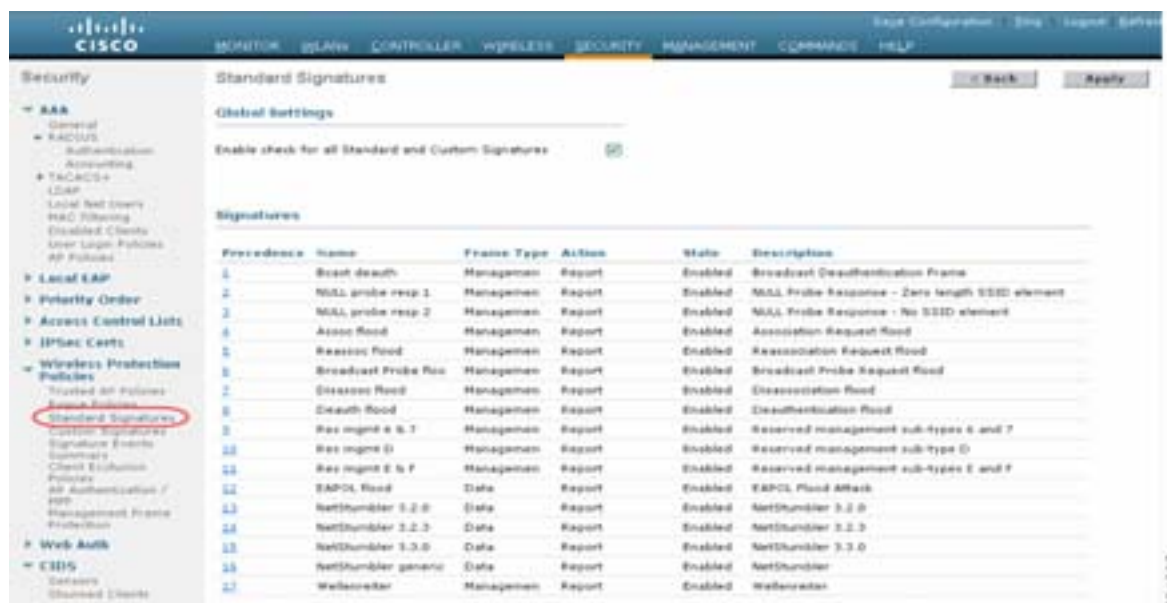 Save Configuration Ping Logout Refresh
CISCO
MONITOR WLANs CONTROLLER WIRELESS SECURITY MANAGEMENT COMMANDS HELP
Security
AAA
General
RADIUS
Authentication
Accounting
TACACS+
LDAP
Local Net Users
MAC Filtering
Disabled Clients
User Login Policies
AP Policies
Local EAP
Priority Order
Access Control Lists
IPSec Certs
Wireless Protection
Policies
Trusted AP Policies
Rogue Policies
Standard Signatures
Custom Signatures
Signature Events
Summary
Client Exclusion
Policies
AP Authentication /
MFP
Management Frame
Protection
Web Auth
CIDS
Sensors
Shunned Clients
Standard Signatures
< Back Apply
Global Settings
Enable check for all Standard and Custom Signatures
Signatures
Precedence Name Frame Type Action State Description
1 Bcast deauth Managemen Report Enabled Broadcast Deauthentication Frame
2 NULL probe resp 1 Managemen Report Enabled NULL Probe Response - Zero length SSID element
3 NULL probe resp 2 Managemen Report Enabled NULL Probe Response - No SSID element
4 Assoc flood Managemen Report Enabled Association Request flood
5 Reassoc flood Managemen Report Enabled Reassociation Request flood
6 Broadcast Probe floo Managemen Report Enabled Broadcast Probe Request flood
7 Disassoc flood Managemen Report Enabled Disassociation flood
8 Deauth flood Managemen Report Enabled Deauthentication flood
9 Res mgmt 6 & 7 Managemen Report Enabled Reserved management sub-types 6 and 7
10 Res mgmt D Managemen Report Enabled Reserved management sub-type D
11 Res mgmt E & F Managemen Report Enabled Reserved management sub-types E and F
12 EAPOL flood Data Report Enabled EAPOL Flood Attack
13 NetStumbler 3.2.0 Data Report Enabled NetStumbler 3.2.0
14 NetStumbler 3.2.3 Data Report Enabled NetStumbler 3.2.3
15 NetStumbler 3.3.0 Data Report Enabled NetStumbler 3.3.0
16 NetStumbler generic Data Report Enabled NetStumbler
17 Wellenreiter Managemen Report Enabled Wellenreiter